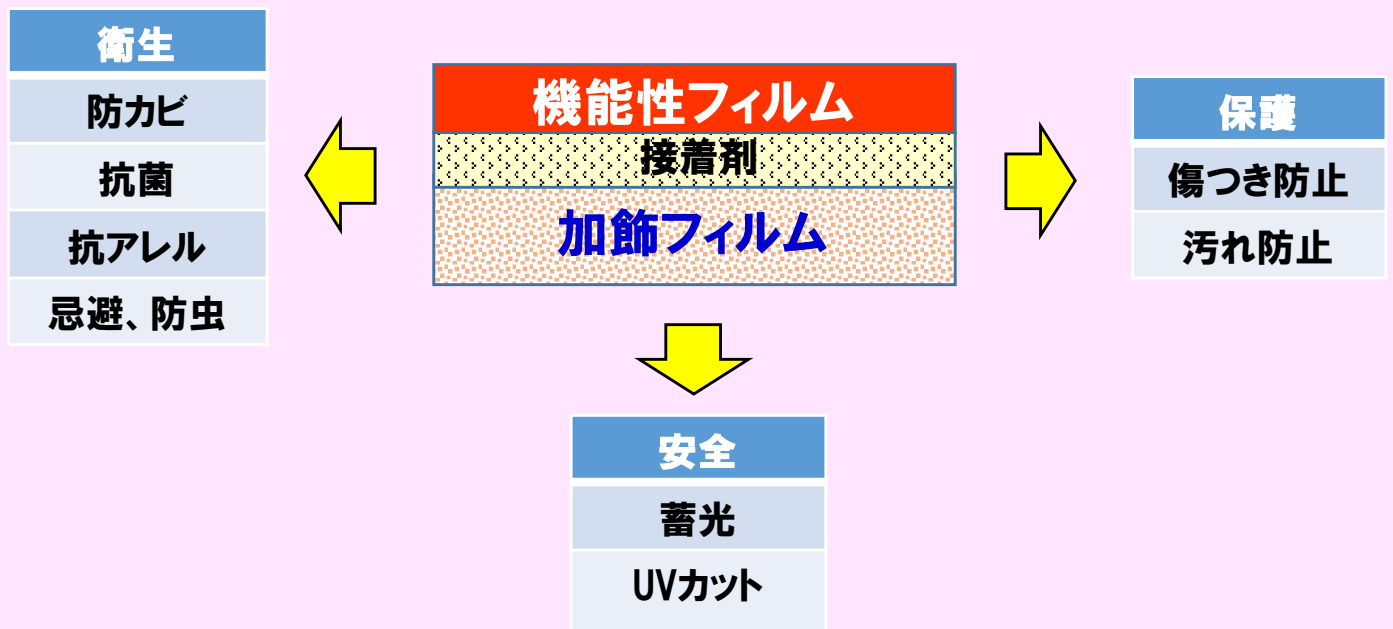 衛生
防カビ
抗菌
抗アレル
忌避、防虫
機能性フィルム
接着剤
加飾フィルム
保護
傷つき防止
汚れ防止
安全
蓄光
UVカット